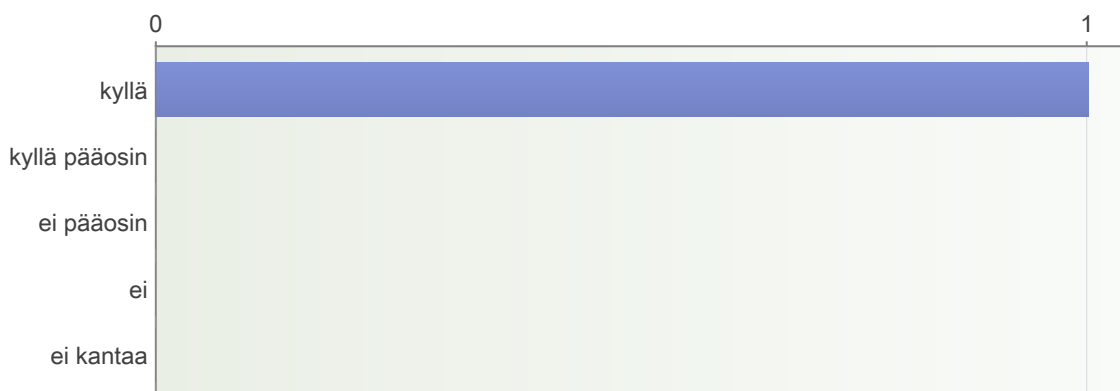 0 1
kyllä
kyllä pääosin
ei pääosin
ei
ei kantaa